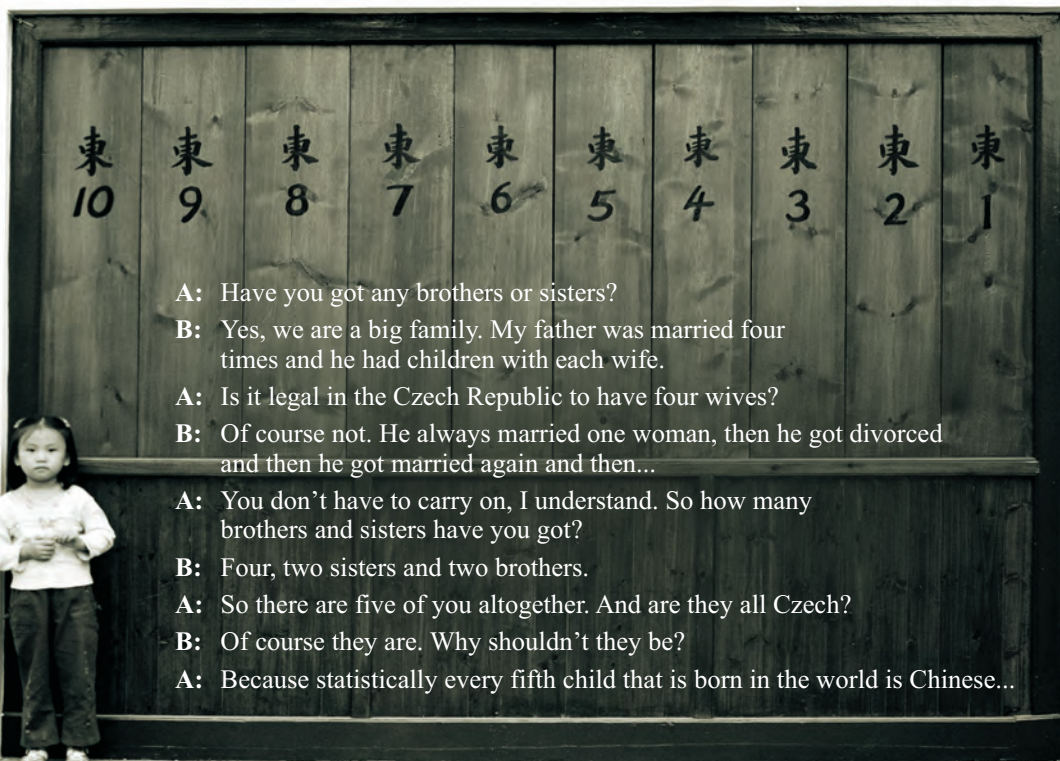 東 東 東 東 東 東 東 東 東 東
10 9 8 7 6 5 4 3 2 1
A: Have you got any brothers or sisters?
B: Yes, we are a big family. My father was married four
times and he had children with each wife.
A: Is it legal in the Czech Republic to have four wives?
B: Of course not. He always married one woman, then he got divorced
and then he got married again and then...
A: You don’t have to carry on, I understand. So how many
brothers and sisters have you got?
B: Four, two sisters and two brothers.
A: So there are five of you altogether. And are they all Czech?
B: Of course they are. Why shouldn’t they be?
A: Because statistically every fifth child that is born in the world is Chinese...